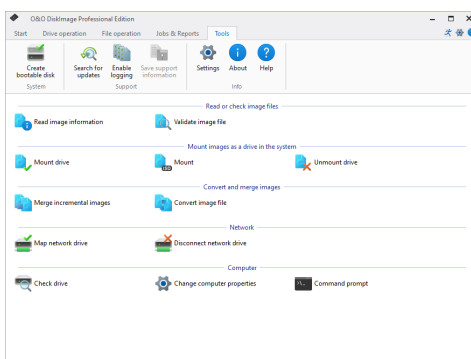 O&O DiskImage Professional Edition
Start Drive operation File operation Jobs & Reports Tools
Create bootable disk
Search for updates
Enable logging
Save support information
Settings
About
Help
System
Support
Info
Read or check image files
Read image information
Validate image file
Mount images as a drive in the system
Mount drive
Mount
Unmount drive
Convert and merge images
Merge incremental images
Convert image file
Network
Map network drive
Disconnect network drive
Computer
Check drive
Change computer properties
Command prompt